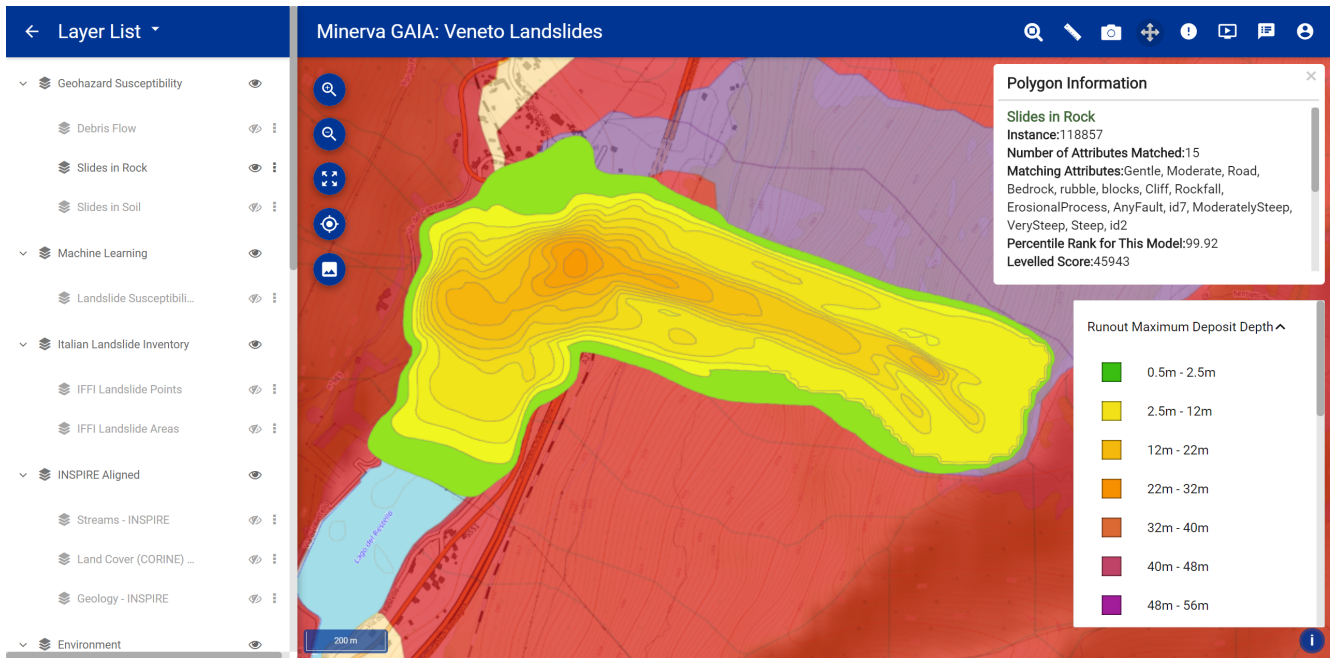 Layer List
Minerva GAIA: Veneto Landslides
Geohazard Susceptibility
Debris Flow
Slides in Rock
Slides in Soil
Machine Learning
Landslide Susceptibili...
Italian Landslide Inventory
IFFI Landslide Points
IFFI Landslide Areas
INSPIRE Aligned
Streams - INSPIRE
Land Cover (CORINE) ...
Geology - INSPIRE
Environment
Lago del Restello
200 m
Polygon Information
Slides in Rock
Instance:118857
Number of Attributes Matched:15
Matching Attributes:Gentle, Moderate, Road,
Bedrock, rubble, blocks, Cliff, Rockfall,
ErosionalProcess, AnyFault, id7, ModeratelySteep,
VerySteep, Steep, id2
Percentile Rank for This Model:99.92
Levelled Score:45943
Runout Maximum Deposit Depth
0.5m - 2.5m
2.5m - 12m
12m - 22m
22m - 32m
32m - 40m
40m - 48m
48m - 56m
i